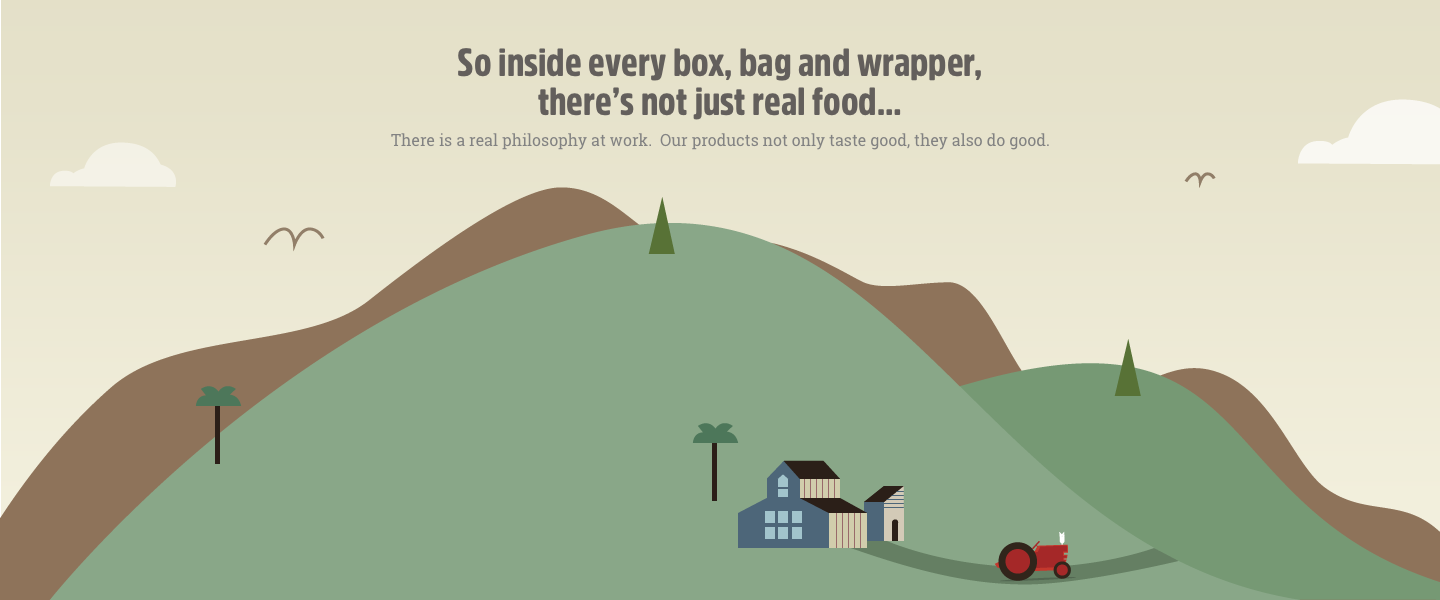 So inside every box, bag and wrapper,
there’s not just real food...
There is a real philosophy at work.  Our products not only taste good, they also do good.